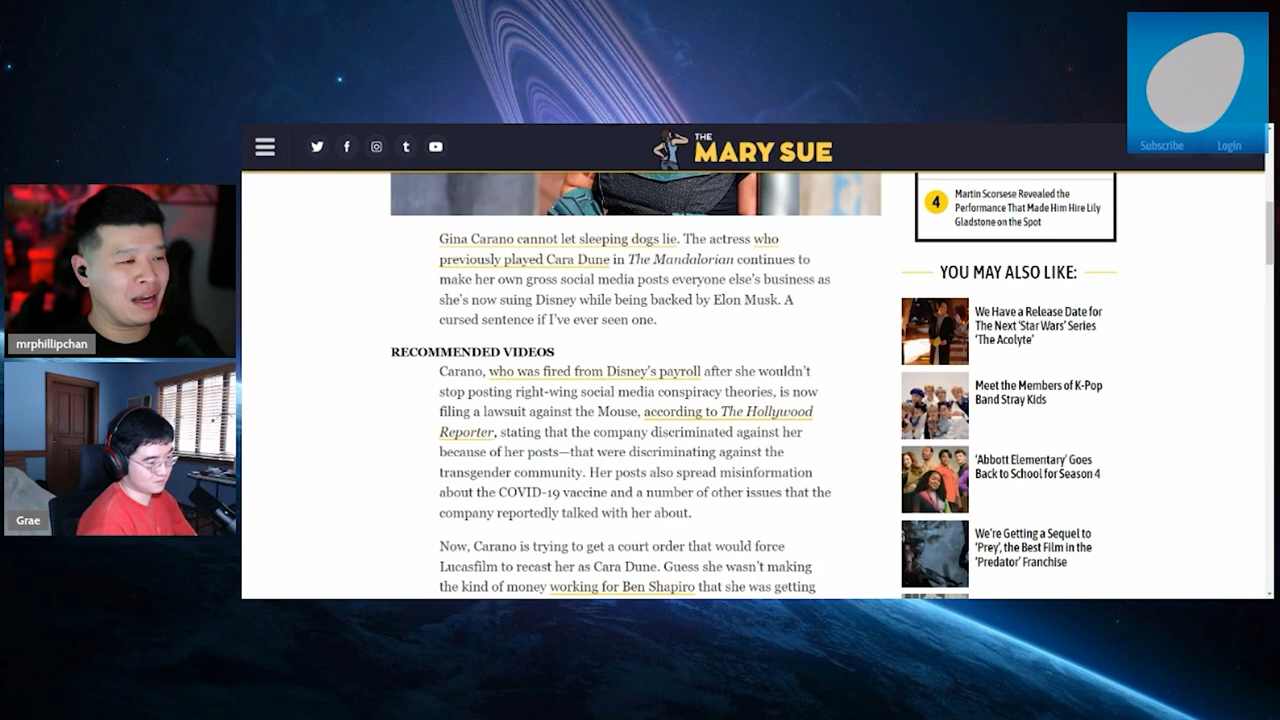 Subscribe
Login
THE
MARY SUE
mrphillipchan
Grae
Gina Carano cannot let sleeping dogs lie. The actress who
previously played Cara Dune in The Mandalorian continues to
make her own gross social media posts everyone else's business as
she's now suing Disney while being backed by Elon Musk. A
cursed sentence if I've ever seen one.
RECOMMENDED VIDEOS
Carano, who was fired from Disney's payroll after she wouldn't
stop posting right-wing social media conspiracy theories, is now
filing a lawsuit against the Mouse, according to The Hollywood
Reporter, stating that the company discriminated against her
because of her posts—that were discriminating against the
transgender community. Her posts also spread misinformation
about the COVID-19 vaccine and a number of other issues that the
company reportedly talked with her about.
Now, Carano is trying to get a court order that would force
Lucasfilm to recast her as Cara Dune. Guess she wasn't making
the kind of money working for Ben Shapiro that she was getting
4
Martin Scorsese Revealed the
Performance That Made Him Hire Lily
Gladstone on the Spot
YOU MAY ALSO LIKE:
We Have a Release Date for
The Next 'Star Wars' Series
'The Acolyte'
Meet the Members of K-Pop
Band Stray Kids
'Abbott Elementary' Goes
Back to School for Season 4
We're Getting a Sequel to
'Prey', the Best Film in the
'Predator' Franchise